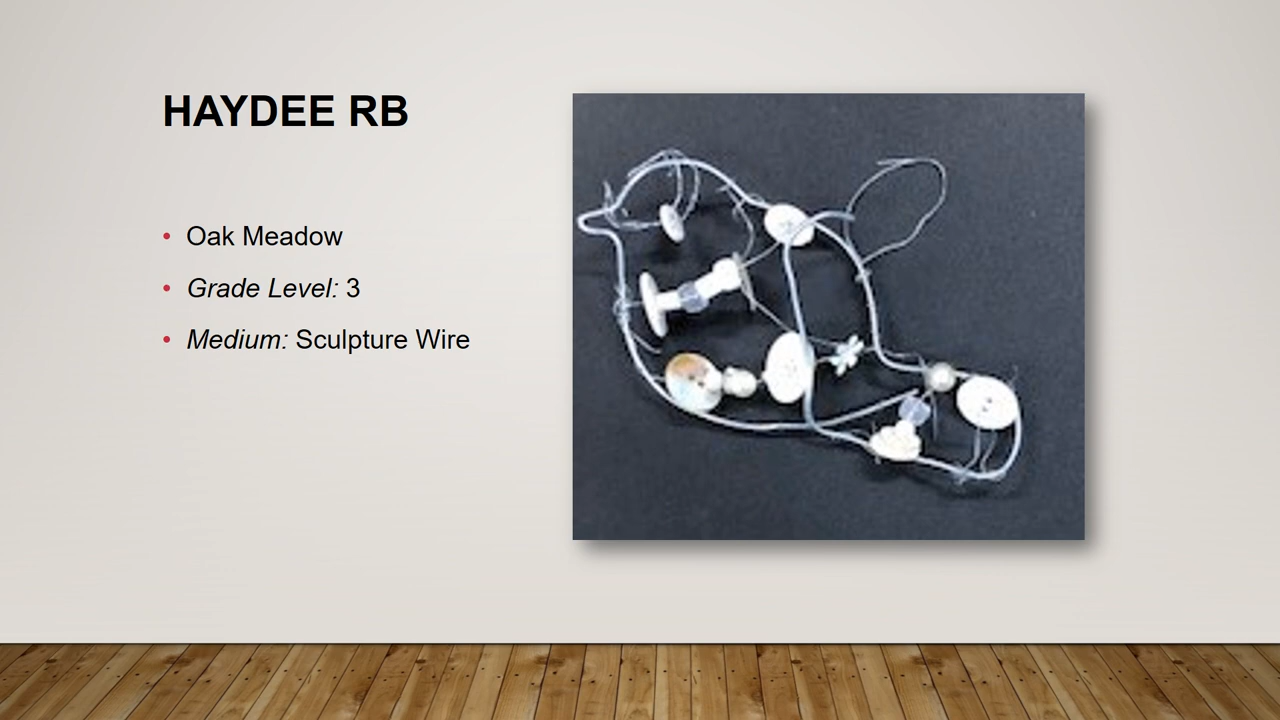 HAYDEE RB
• Oak Meadow
• Grade Level: 3
• Medium: Sculpture Wire